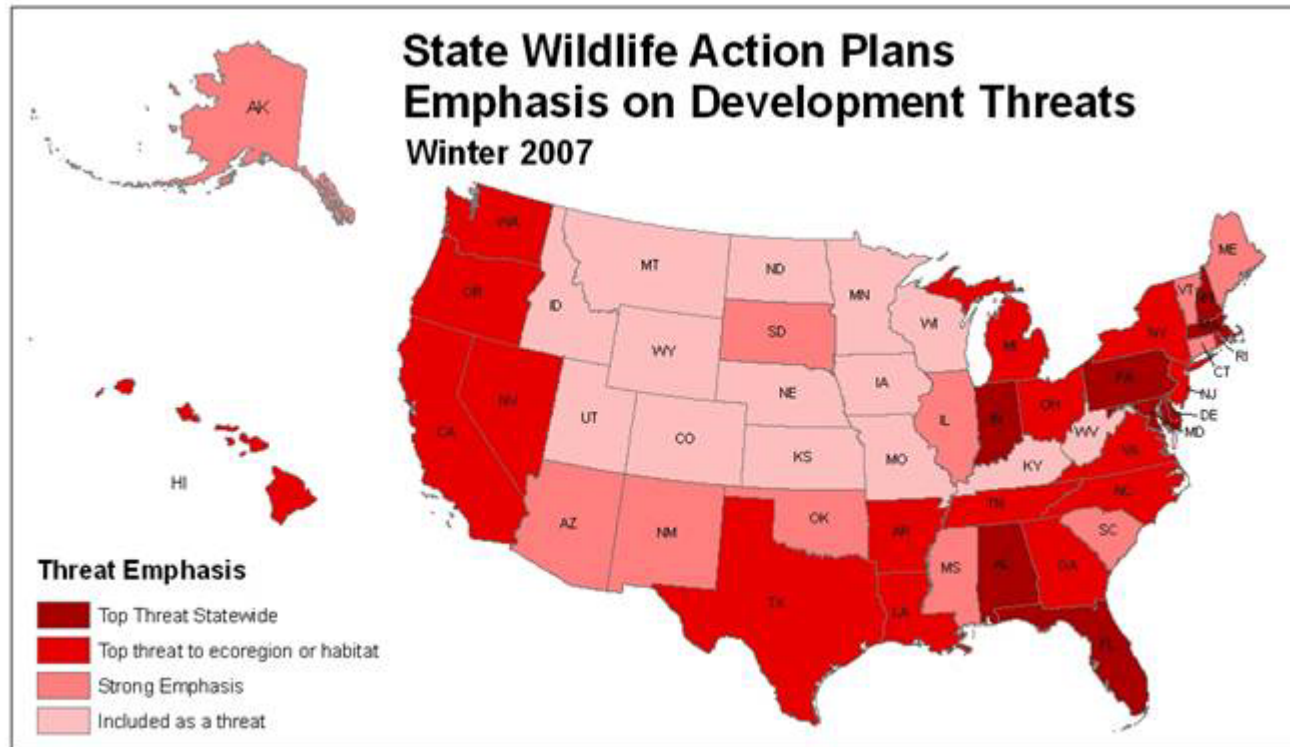 State Wildlife Action Plans
Emphasis on Development Threats
Winter 2007
AK
WA
MT
ND
MN
ME
VT
NH
OR
ID
SD
WI
MI
NY
WY
RI
CT
IA
PA
NE
NJ
NV
OH
IL
IN
DE
UT
CO
MD
CA
WV
VA
KS
MO
KY
HI
NC
TN
OK
AZ
NM
AR
SC
MS
AL
GA
TX
LA
FL
Threat Emphasis
Top Threat Statewide
Top threat to ecoregion or habitat
Strong Emphasis
Included as a threat